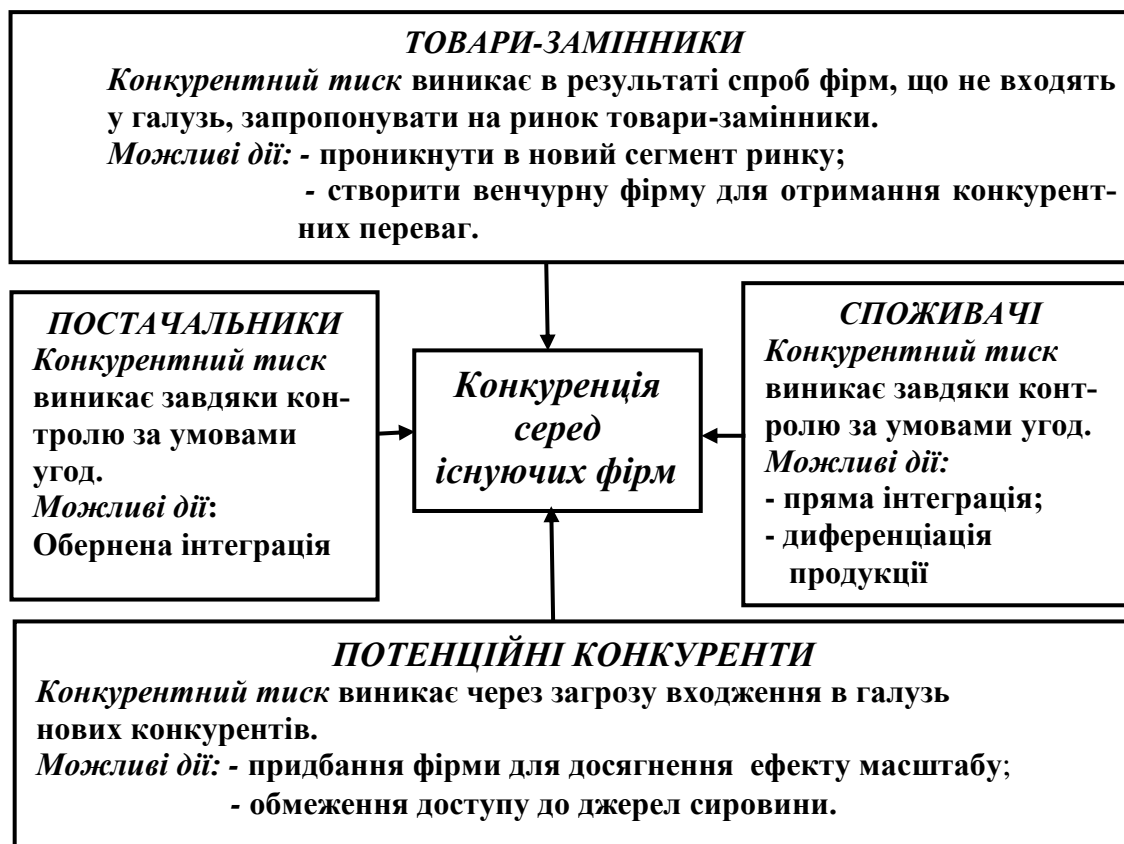 ТОВАРИ-ЗАМІННИКИ
Конкурентний тиск виникає в результаті спроб фірм, що не входять
у галузь, запропонувати на ринок товари-замінники.
Можливі дії: - проникнути в новий сегмент ринку;
- створити венчурну фірму для отримання конкурент-
них переваг.
ПОСТАЧАЛЬНИКИ
Конкурентний тиск
виникає завдяки кон-
тролю за умовами
угод.
Можливі дії:
Обернена інтеграція
Конкуренція
серед
існуючих фірм
СПОЖИВАЧІ
Конкурентний тиск
виникає завдяки конт-
ролю за умовами угод.
Можливі дії:
- пряма інтеграція;
- диференціація
продукції
ПОТЕНЦІЙНІ КОНКУРЕНТИ
Конкурентний тиск виникає через загрозу входження в галузь
нових конкурентів.
Можливі дії: - придбання фірми для досягнення ефекту масштабу;
- обмеження доступу до джерел сировини.